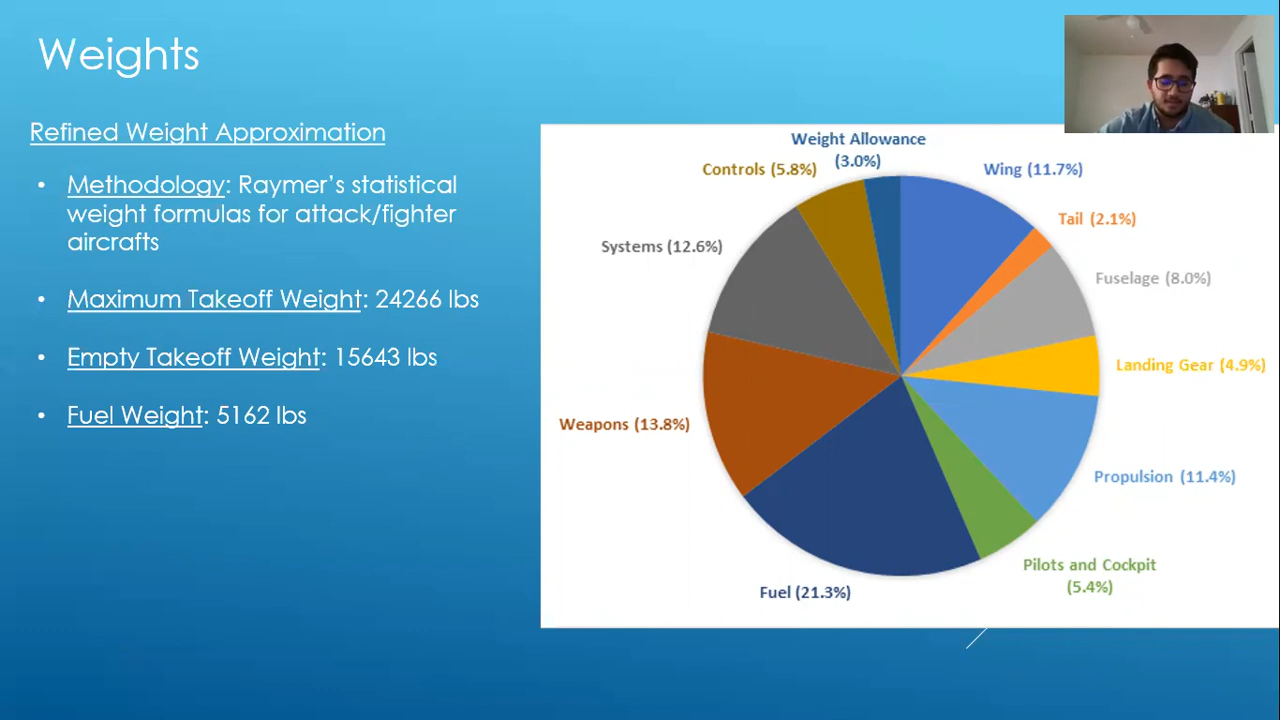 Weights
Refined Weight Approximation
• Methodology: Raymer's statistical
weight formulas for attack/fighter
aircrafts
• Maximum Takeoff Weight: 24266 lbs
• Empty Takeoff Weight: 15643 lbs
• Fuel Weight: 5162 lbs
Weight Allowance
(3.0%)
Controls (5.8%)
Wing (11.7%)
Tail (2.1%)
Systems (12.6%)
Fuselage (8.0%)
Landing Gear (4.9%)
Weapons (13.8%)
Propulsion (11.4%)
Pilots and Cockpit
(5.4%)
Fuel (21.3%)